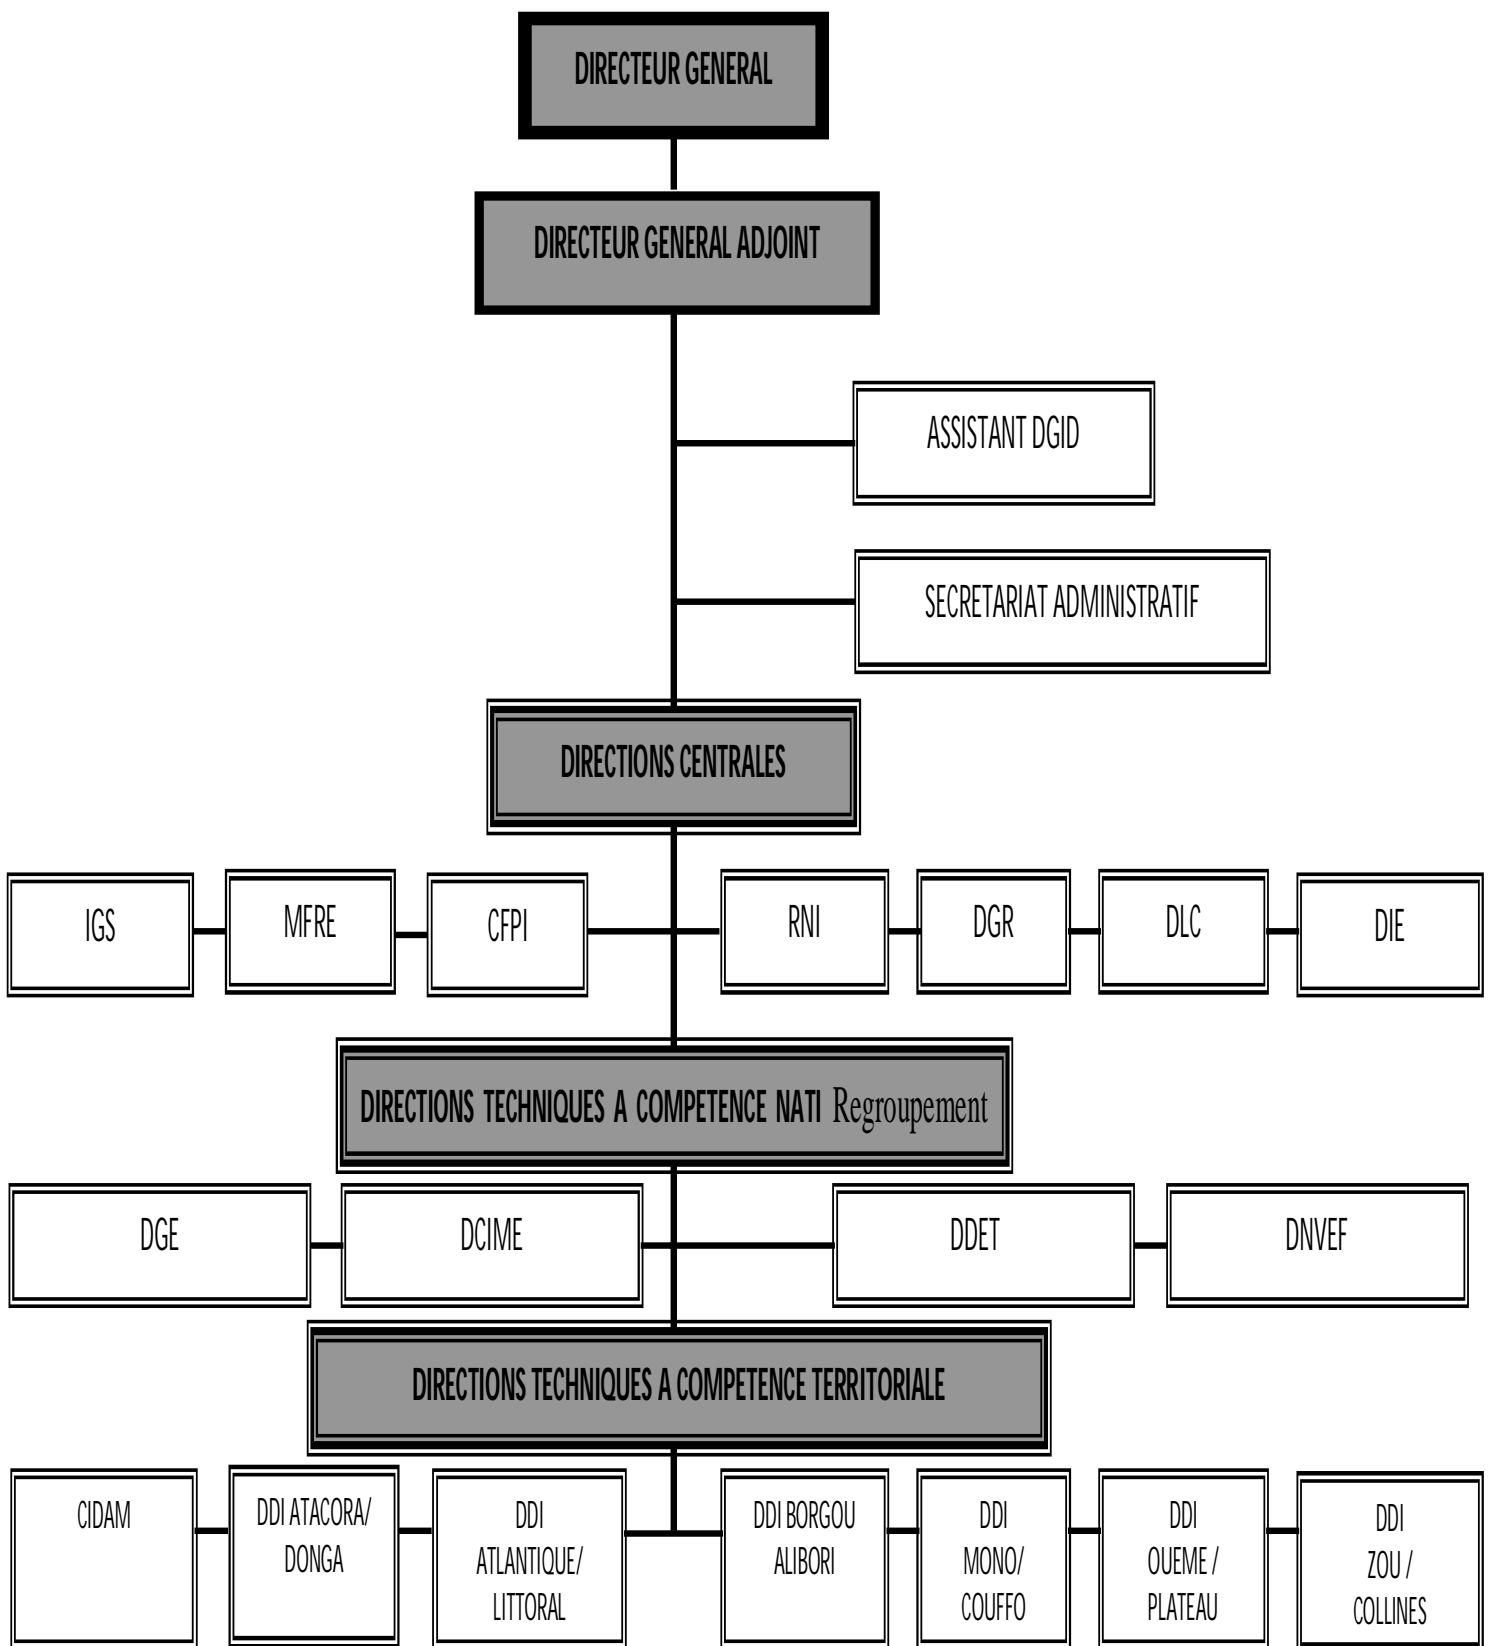 DIRECTEUR GENERAL
DIRECTEUR GENERAL ADJOINT
ASSISTANT DGID
SECRETARIAT ADMINISTRATIF
DIRECTIONS CENTRALES
IGS
MFRE
CFPI
RNI
DGR
DLC
DIE
DIRECTIONS TECHNIQUES A COMPETENCE NATI Regroupement
DGE
DCIME
DDET
DNVEF
DIRECTIONS TECHNIQUES A COMPETENCE TERRITORIALE
CIDAM
DDI ATACORA/
DONGA
DDI
ATLANTIQUE/
LITTORAL
DDI BORGOU
ALIBORI
DDI
MONO/
COUFFO
DDI
OUEME /
PLATEAU
DDI
ZOU /
COLLINES